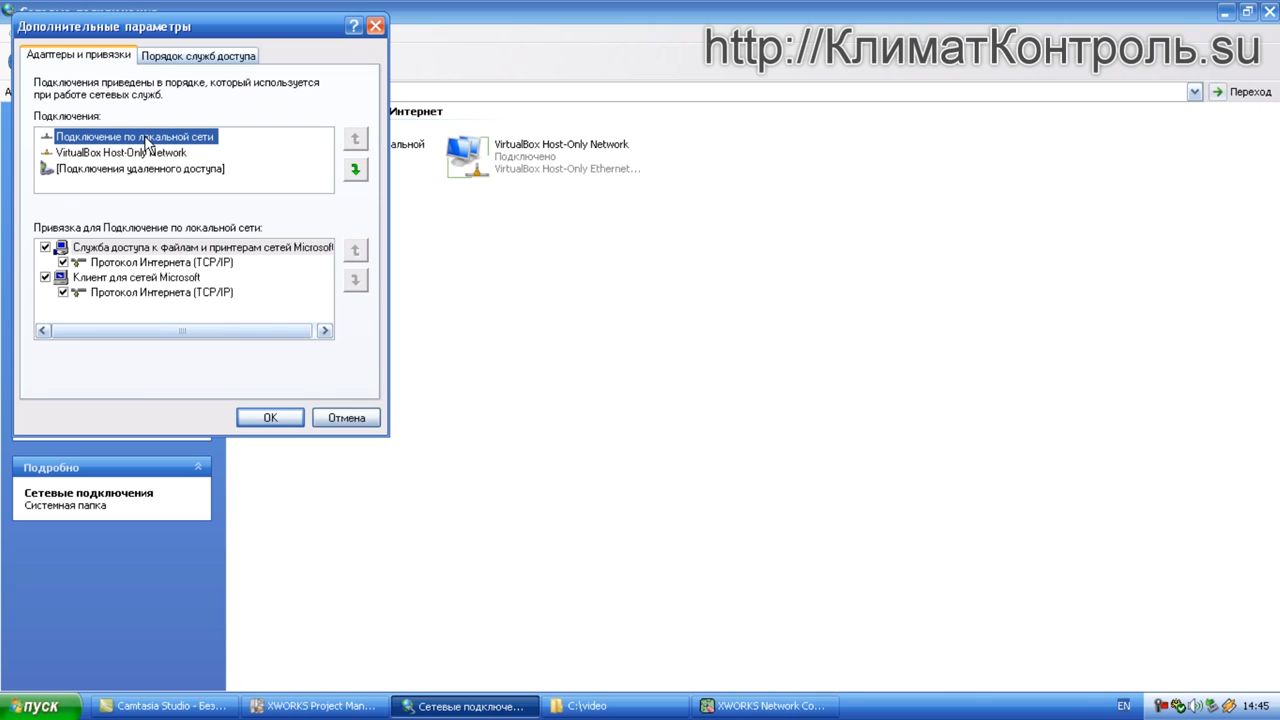 Дополнительные параметры
http://КлиматКонтроль.su
Адаптеры и привязки
Порядок служб доступа
Подключения приведены в порядке, который используется
при работе сетевых служб.
Переход
Подключения:
Интернет
Подключение по локальной сети
VirtualBox Host-Only Network
[Подключения удаленного доступа]
альной
VirtualBox Host-Only Network
Подключено
VirtualBox Host-Only Ethernet...
Привязка для Подключение по локальной сети:
Служба доступа к файлам и принтерам сетей Microsoft
Протокол Интернета (TCP/IP)
Клиент для сетей Microsoft
Протокол Интернета (TCP/IP)
OK
Отмена
Подробно
Сетевые подключения
Системная папка
пуск
Camtasia Studio - Без...
XWORKS Project Man...
Сетевые подключе...
C:\video
XWORKS Network Co...
EN
14:45